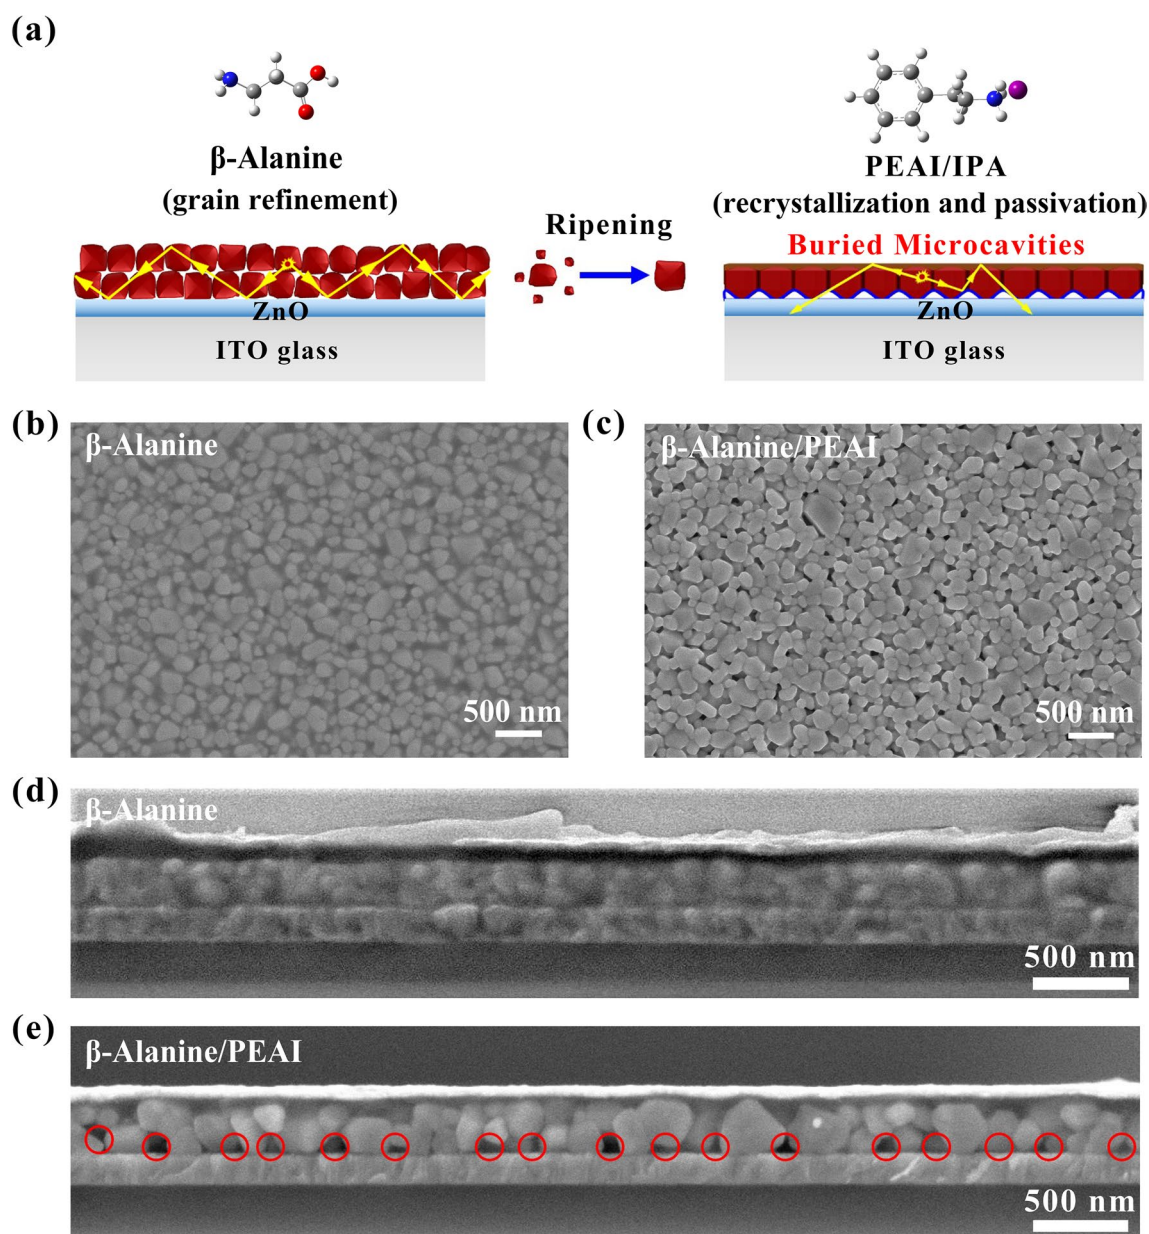 (a)
β-Alanine
(grain refinement)
PEAI/IPA
(recrystallization and passivation)
Ripening
Buried Microcavities
ZnO
ITO glass
ZnO
ITO glass
(b)
β-Alanine
500 nm
(c)
β-Alanine/PEAI
500 nm
(d)
β-Alanine
500 nm
(e)
β-Alanine/PEAI
500 nm